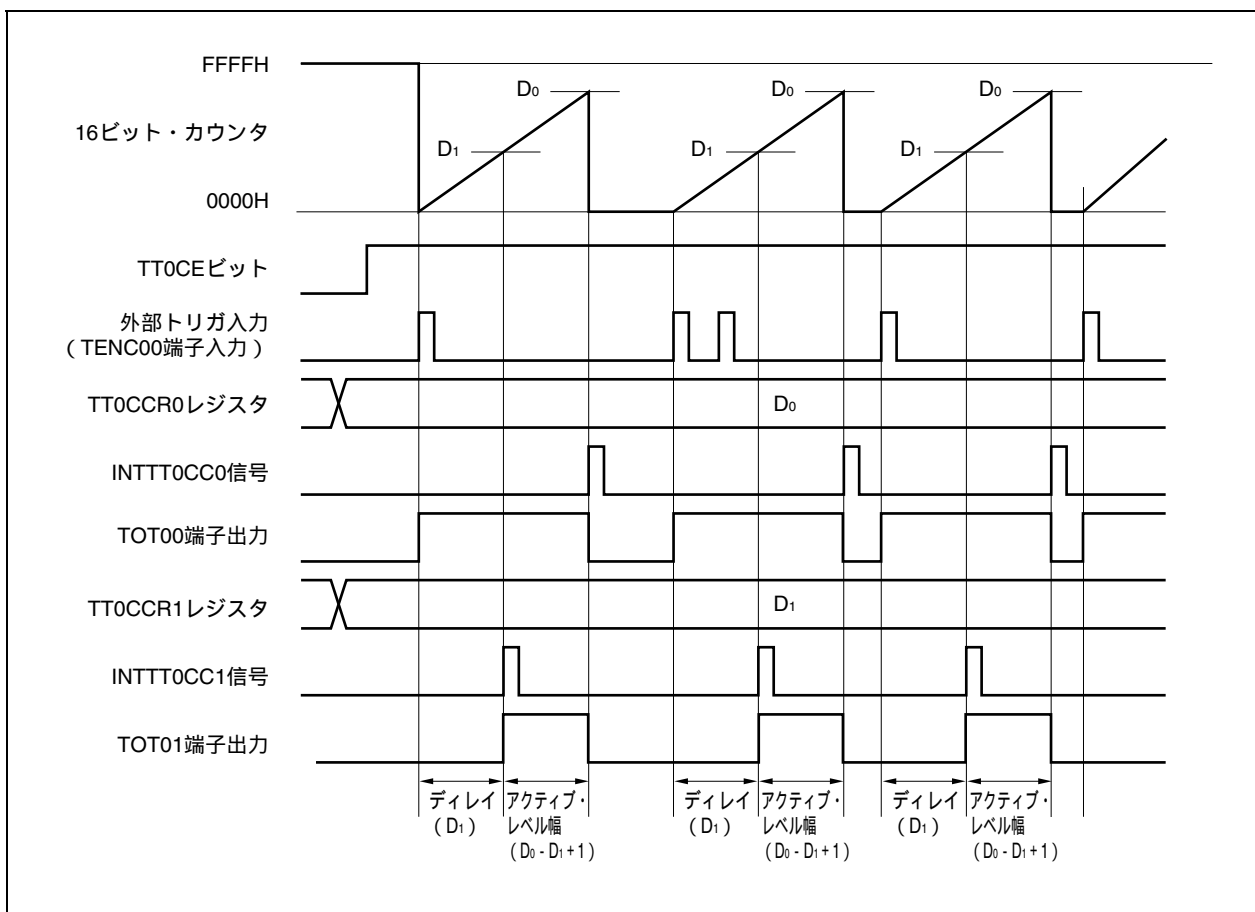 FFFFH
D0 D0 D0
16ビット・カウンタ
D1 D1 D1
0000H
TT0CEビット
外部トリガ入力
（TENC00端子入力）
TT0CCR0レジスタ D0
INTTT0CC0信号
TOT00端子出力
TT0CCR1レジスタ D1
INTTT0CC1信号
TOT01端子出力
ディレイ
（D1）
アクティブ・
レベル幅
（D0 - D1 + 1）
ディレイ
（D1）
アクティブ・
レベル幅
（D0 - D1 + 1）
ディレイ
（D1）
アクティブ・
レベル幅
（D0 - D1 + 1）